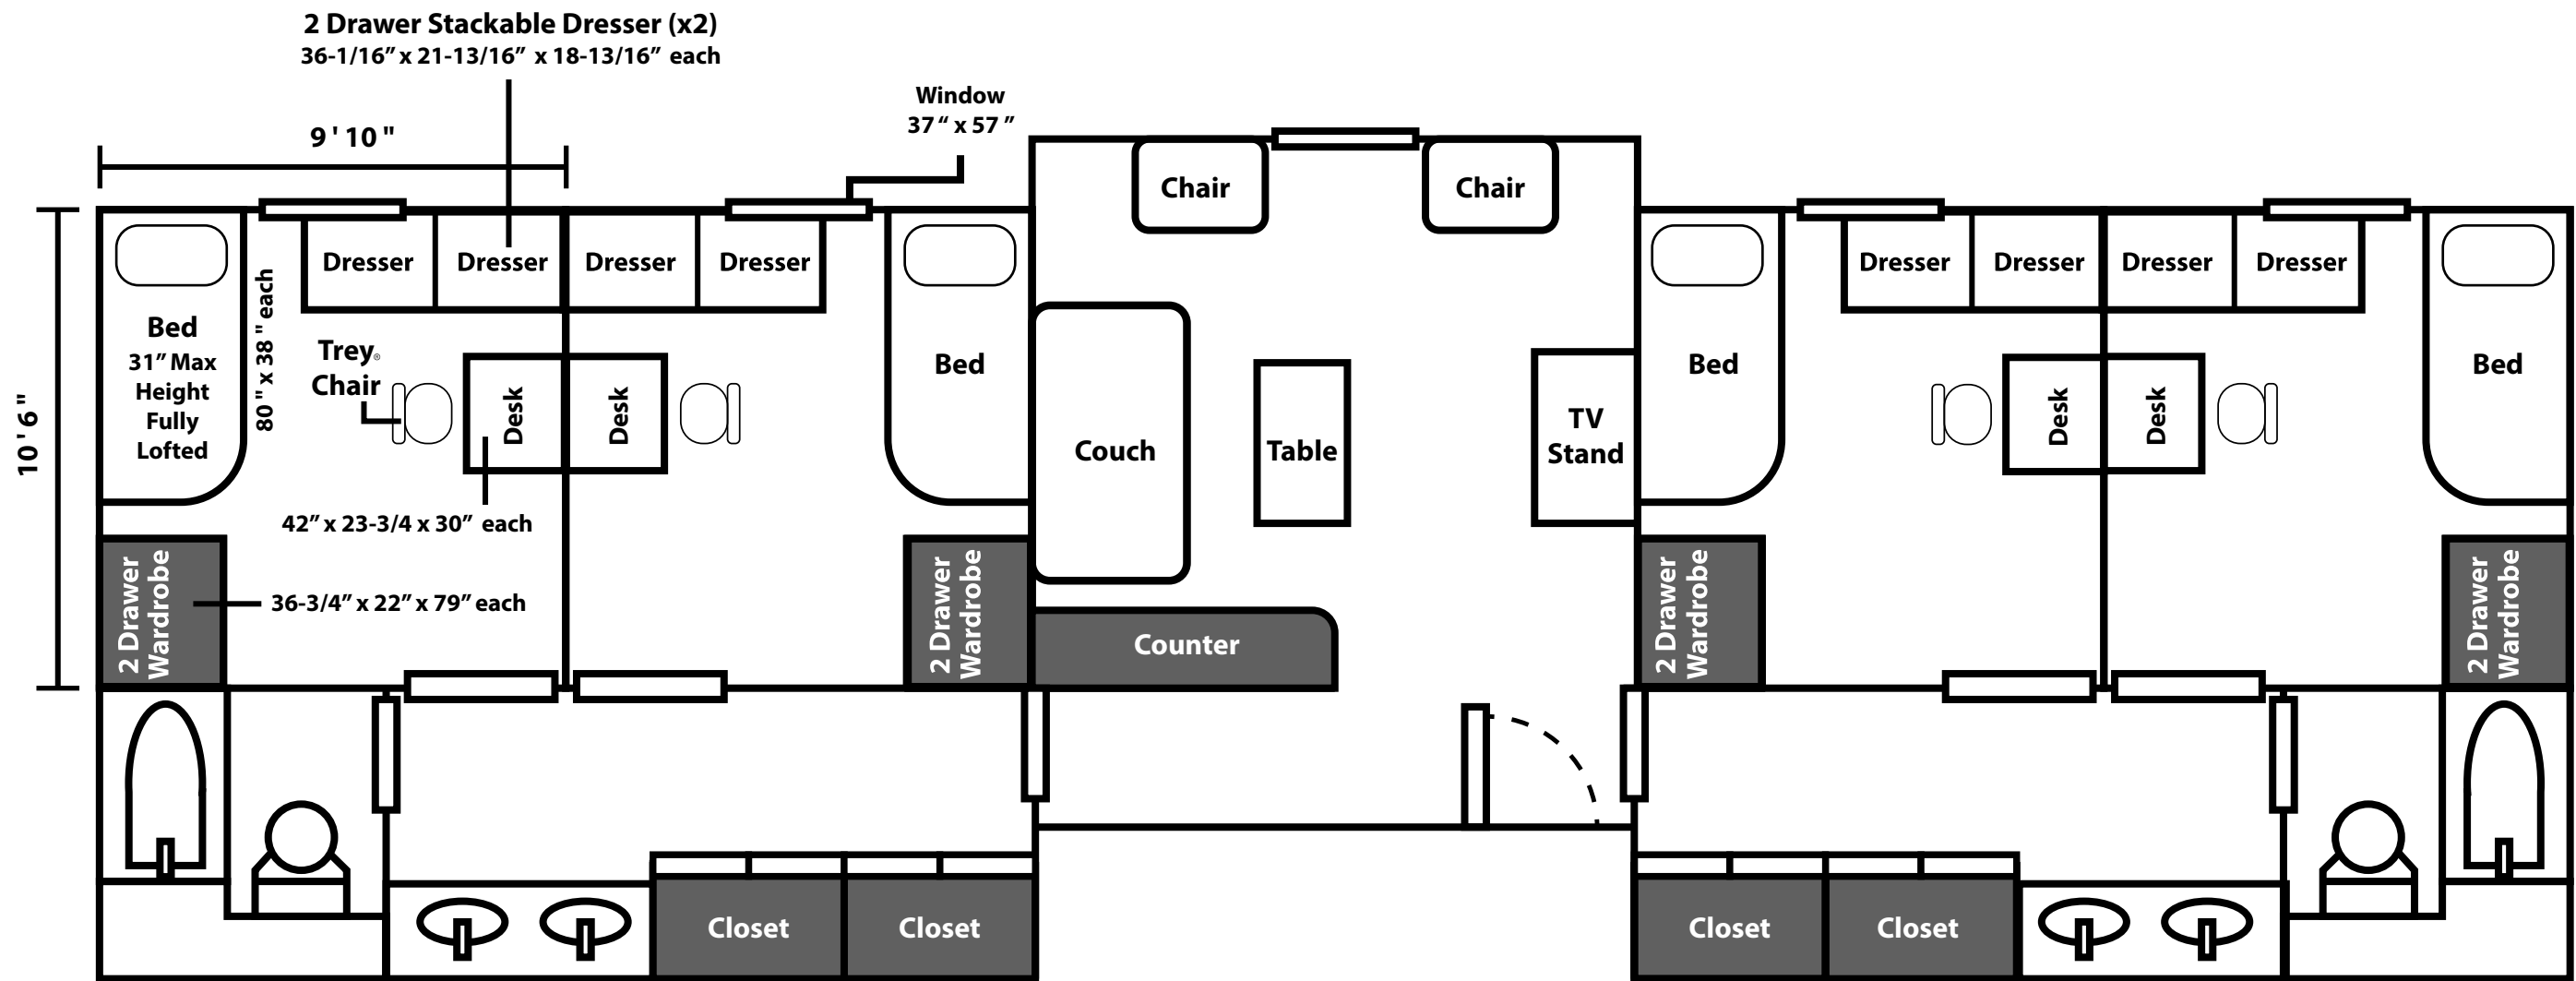 2 Drawer Stackable Dresser (x2)
36-1/16” x 21-13/16” x 18-13/16” each
Window
37 “ x 57 ”
9 ' 10 "
10 ' 6 "
Chair
Chair
Dresser
Dresser
Dresser
Dresser
Dresser
Dresser
Dresser
Dresser
Bed
31” Max
Height
Fully
Lofted
80 " x 38 " each
Trey®
Chair
Desk
Desk
Bed
Couch
Table
TV
Stand
Bed
Desk
Desk
Bed
42” x 23-3/4 x 30” each
2 Drawer
Wardrobe
36-3/4” x 22” x 79” each
2 Drawer
Wardrobe
Counter
2 Drawer
Wardrobe
2 Drawer
Wardrobe
Closet
Closet
Closet
Closet